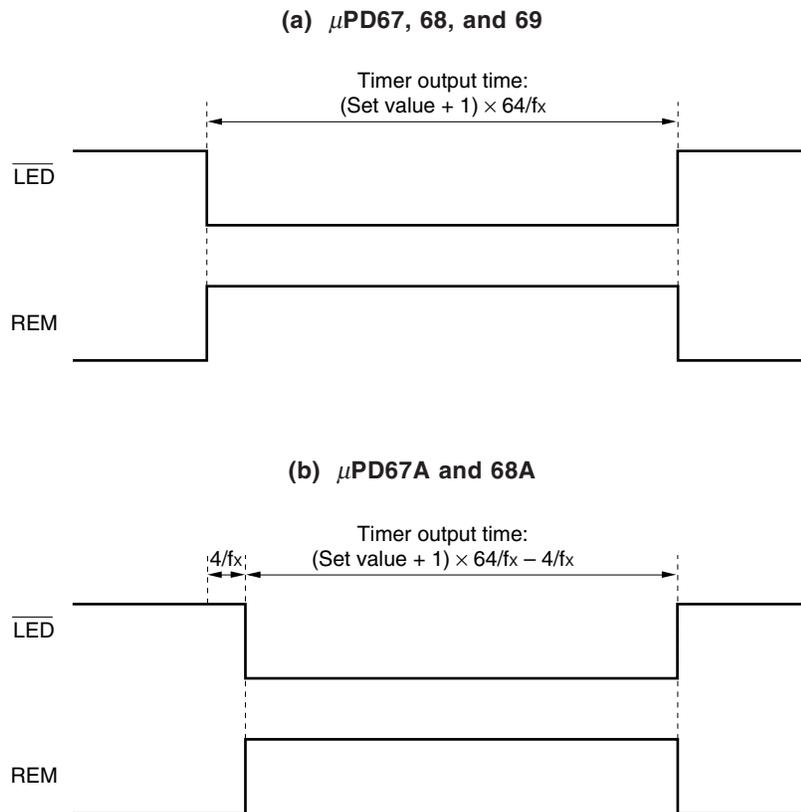 (a) μPD67, 68, and 69
Timer output time:
(Set value + 1) × 64/fx
LED
REM
(b) μPD67A and 68A
Timer output time:
4/fx
(Set value + 1) × 64/fx – 4/fx
LED
REM